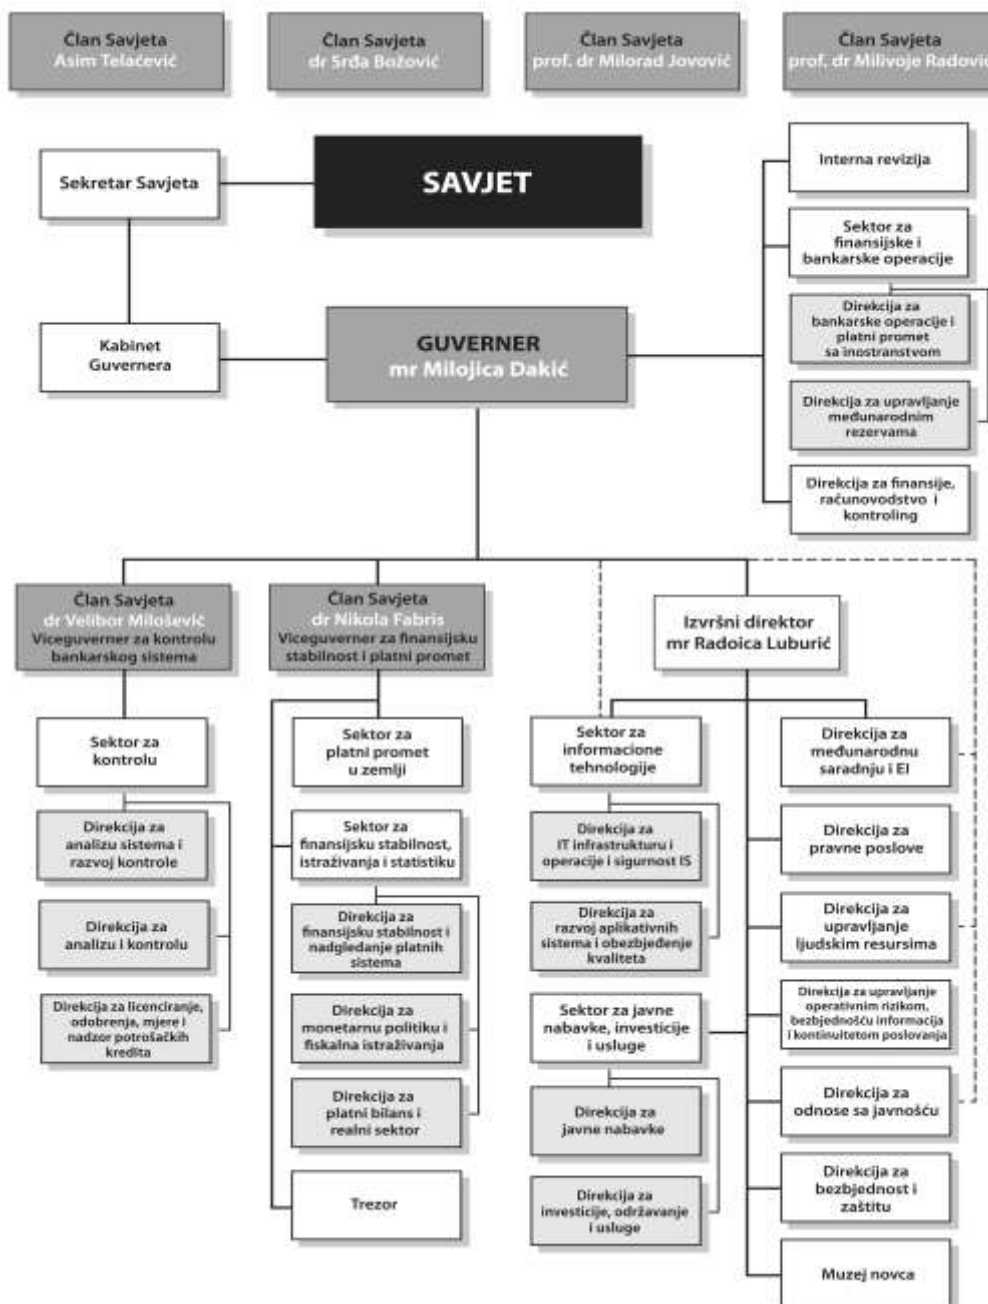 Član Savjeta
Asim Telaćević
Član Savjeta
dr Srđa Božović
Član Savjeta
prof. dr Milorad Jovović
Član Savjeta
prof. dr Milivoje Radović
Sekretar Savjeta
SAVJET
Interna revizija
Sektor za
finansijske i
bankarske operacije
Direkcija za
bankarske operacije i
platni promet
sa inostranstvom
Kabinet
Guvernera
GUVERNER
mr Milojica Dakić
Direkcija za upravljanje
međunarodnim
rezervama
Direkcija za finansije,
računovodstvo i
kontroling
Član Savjeta
dr Velibor Milošević
Viceguverner za kontrolu
bankarskog sistema
Član Savjeta
dr Nikola Fabris
Viceguverner za finansijsku
stabilnost i platni promet
Izvršni direktor
mr Radoica Luburić
Sektor za
kontrolu
Direkcija za
analizu sistema i
razvoj kontrole
Direkcija za
analizu i kontrolu
Direkcija za licenciranje,
odobrenja, mjere i
nadzor potrošačkih
kredita
Sektor za
platni promet
u zemlji
Sektor za
finansijsku stabilnost,
istraživanja i statistiku
Direkcija za
finansijsku stabilnost i
nadgledanje platnih
sistema
Direkcija za
monetarnu politiku i
fiskalna istraživanja
Direkcija za
platni bilans i
realni sektor
Trezor
Sektor za
informacione
tehnologije
Direkcija za
IT infrastrukturu i
operacije i sigurnost IS
Direkcija za
razvoj aplikativnih
sistema i obezbjeđenje
kvaliteta
Sektor za javne
nabavke, investicije
i usluge
Direkcija za
javne nabavke
Direkcija za
investicije, održavanje
i usluge
Direkcija za
međunarodnu
saradnju i EI
Direkcija za
pravne poslove
Direkcija za
upravljanje
ljudskim resursima
Direkcija za upravljanje
operativnim rizikom,
bezbjednošću informacija
i kontinuitetom poslovanja
Direkcija za
odnose sa javnošću
Direkcija za
bezbjednost i
zaštitu
Muzej novca